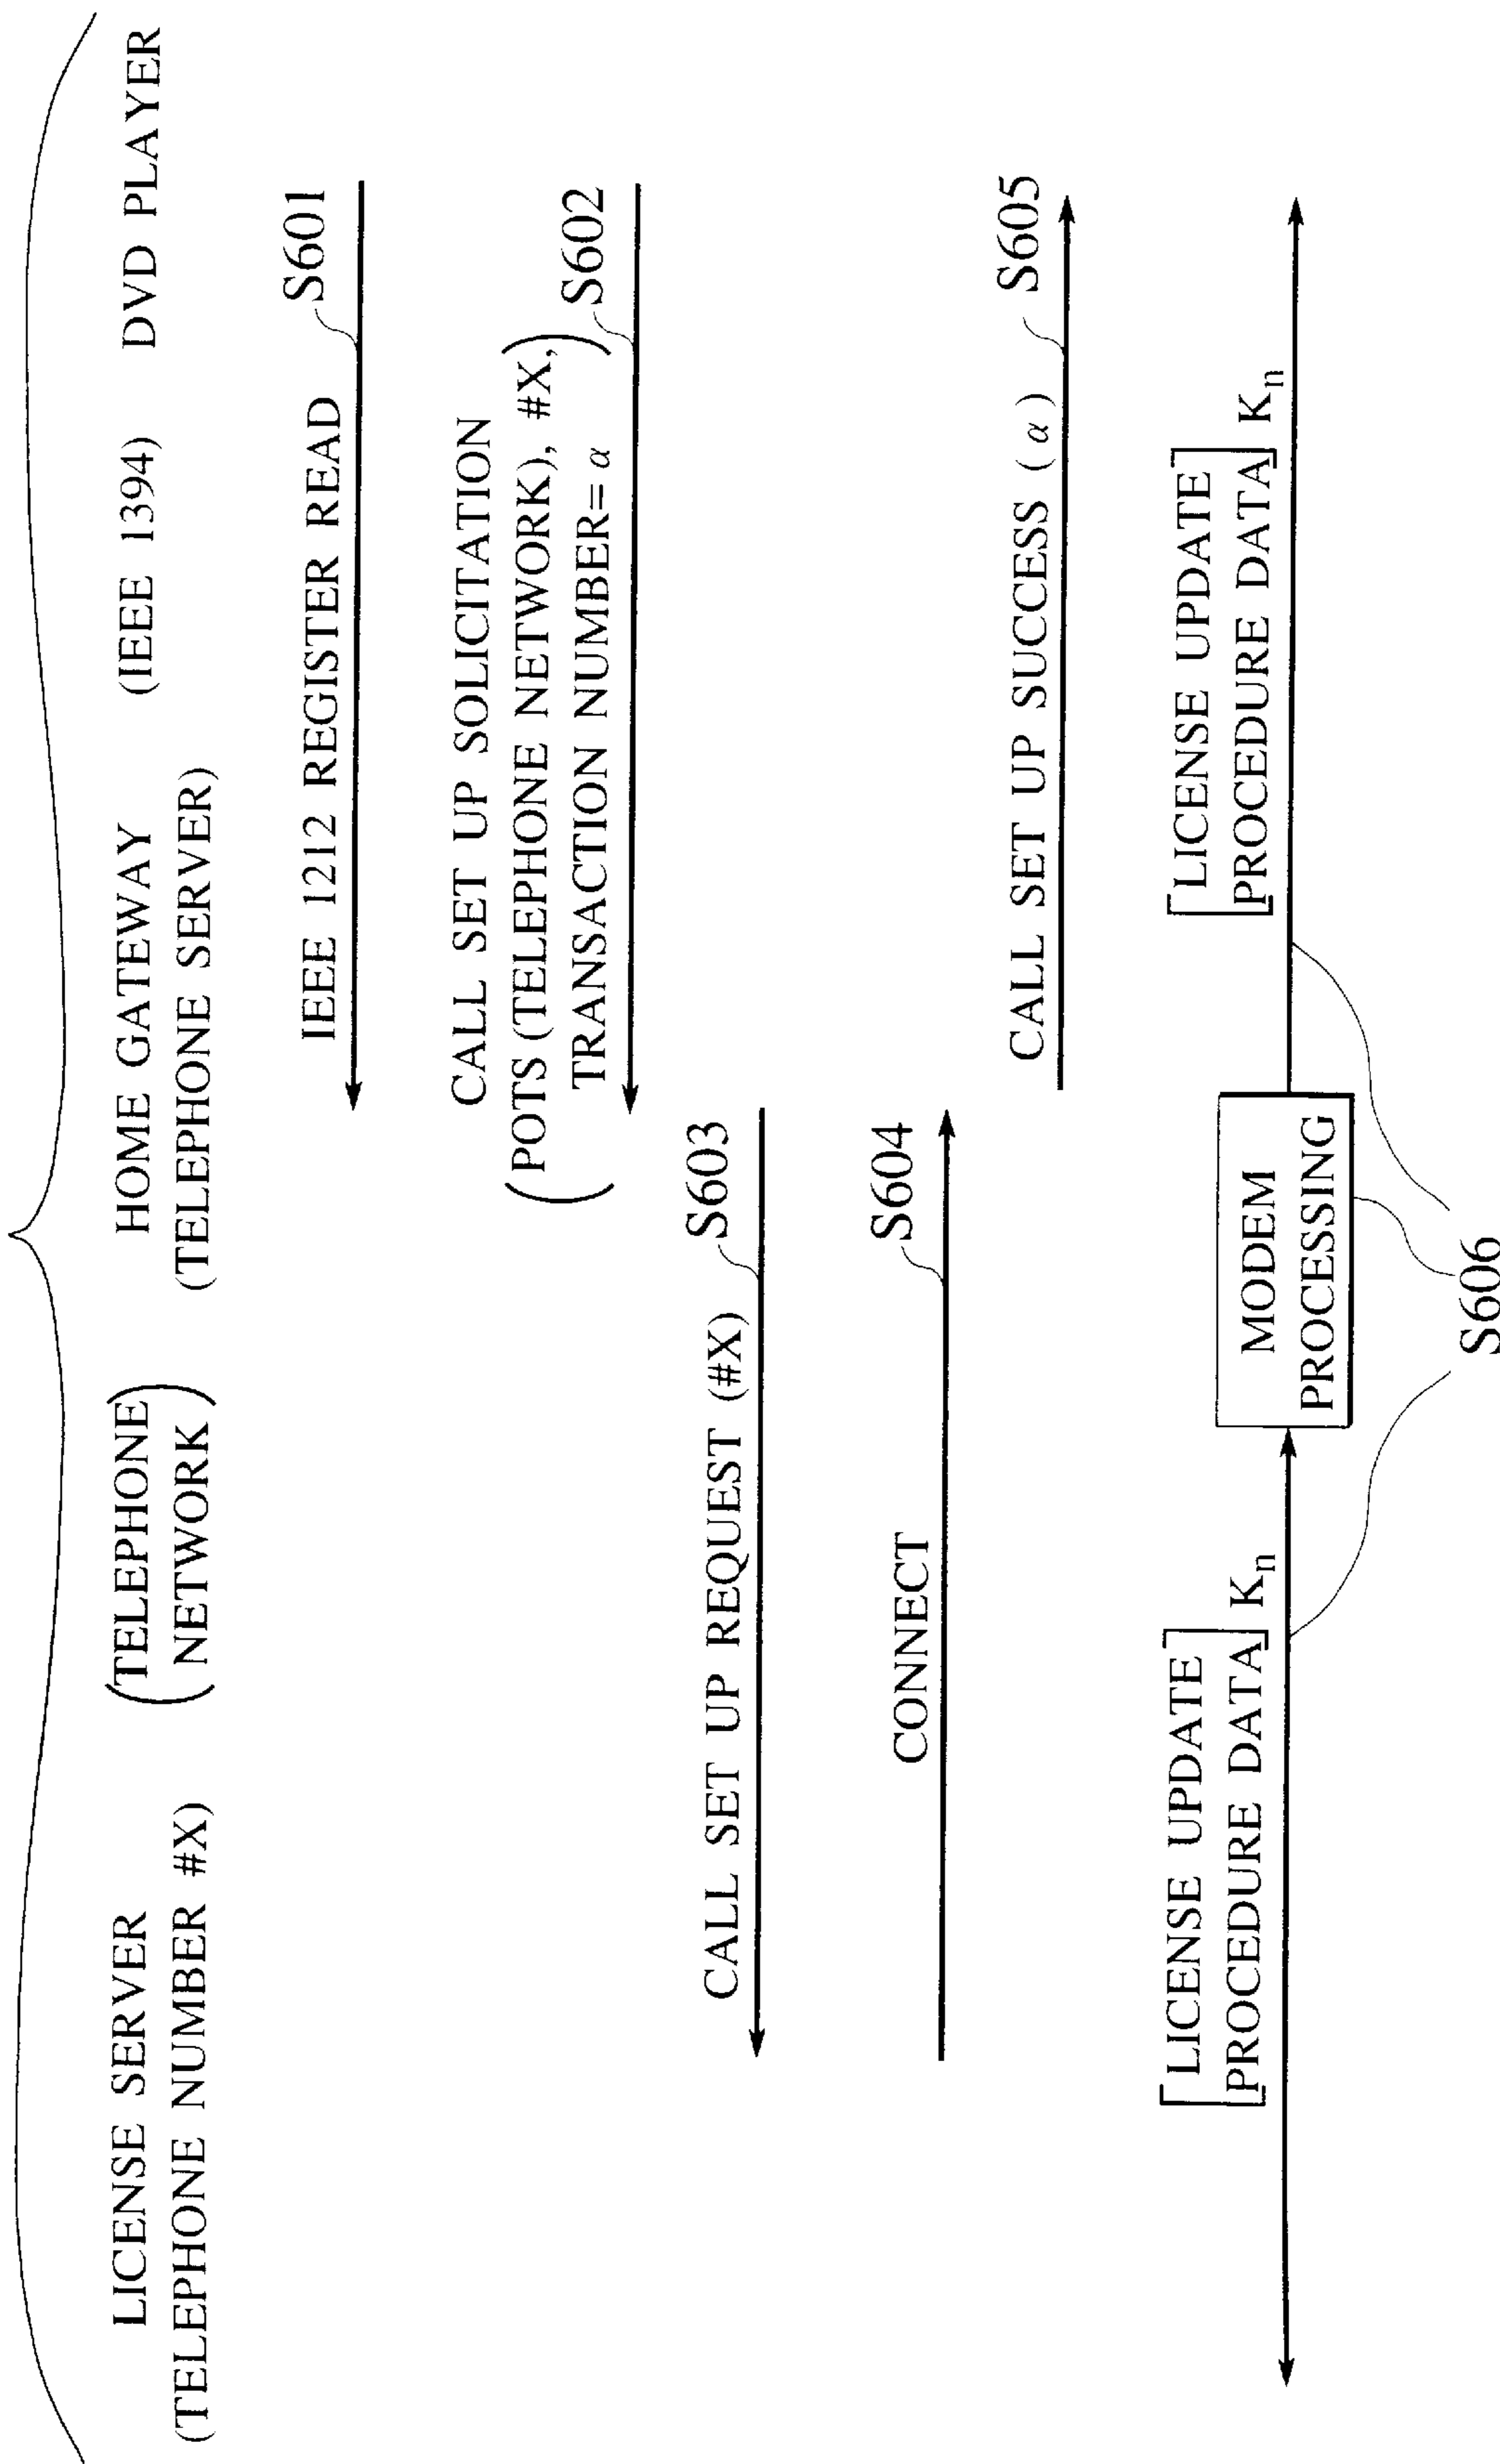 LICENSE SERVER
(TELEPHONE NUMBER #X)
(TELEPHONE
NETWORK)
HOME GATEWAY
(TELEPHONE SERVER)
(IEEE 1394)
DVD PLAYER
IEEE 1212 REGISTER READ
S601
CALL SET UP SOLICITATION
(POTS (TELEPHONE NETWORK), #X,
TRANSACTION NUMBER= α)
S602
CALL SET UP REQUEST (#X)
S603
CONNECT
S604
CALL SET UP SUCCESS (α)
S605
[LICENSE UPDATE
PROCEDURE DATA] Kn
MODEM
PROCESSING
[LICENSE UPDATE
PROCEDURE DATA] Kn
S606